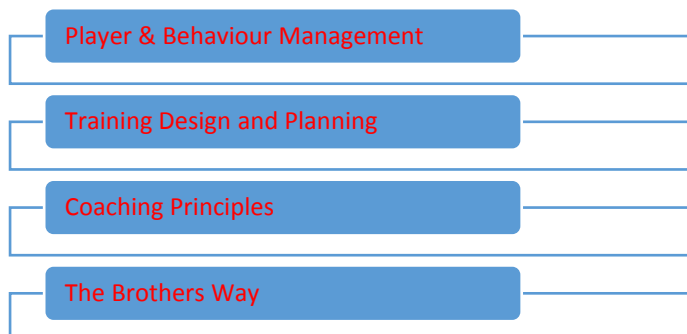 Player & Behaviour Management
Training Design and Planning
Coaching Principles
The Brothers Way